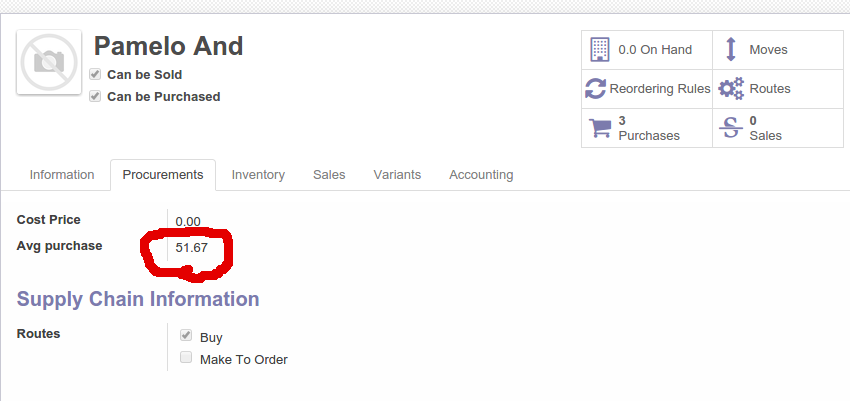 Pamelo And
Can be Sold
Can be Purchased
0.0 On Hand
Moves
Reordering Rules
Routes
3
Purchases
0
Sales
Information Procurements Inventory Sales Variants Accounting
Cost Price 0.00
Avg purchase 51.67
Supply Chain Information
Routes Buy
Make To Order